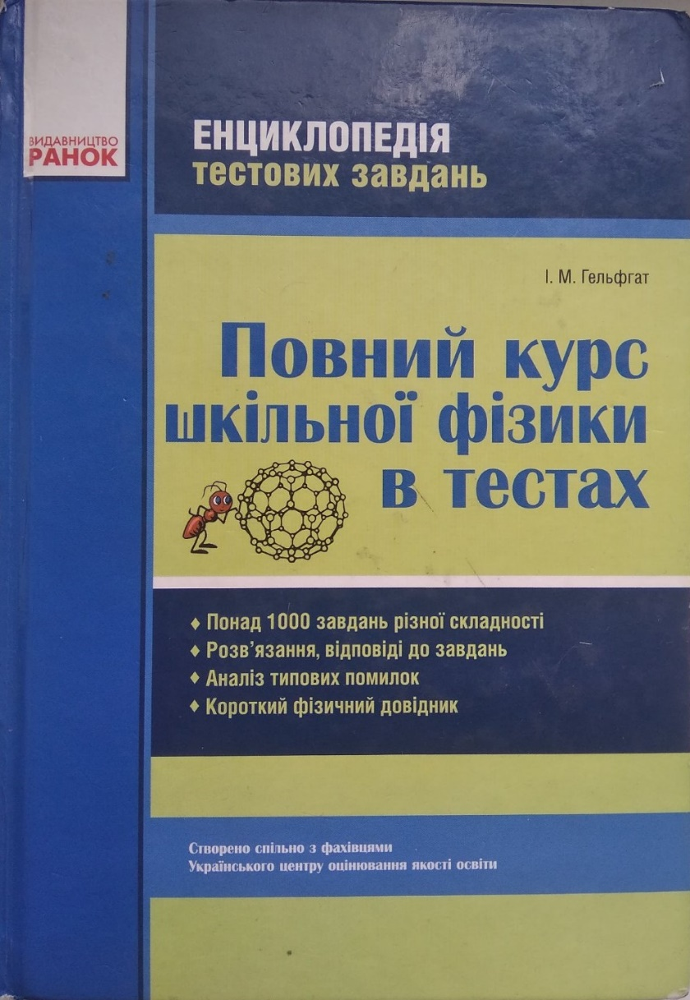 ВИДАВНИЦТВО
РАНОК
ЕНЦИКЛОПЕДІЯ
тестових завдань
І. М. Гельфгат
Повний курс
шкільної фізики
в тестах
♦ Понад 1000 завдань різної складності
♦ Розв'язання, відповіді до завдань
♦ Аналіз типових помилок
♦ Короткий фізичний довідник
Створено спільно з фахівцями
Українського центру оцінювання якості освіти